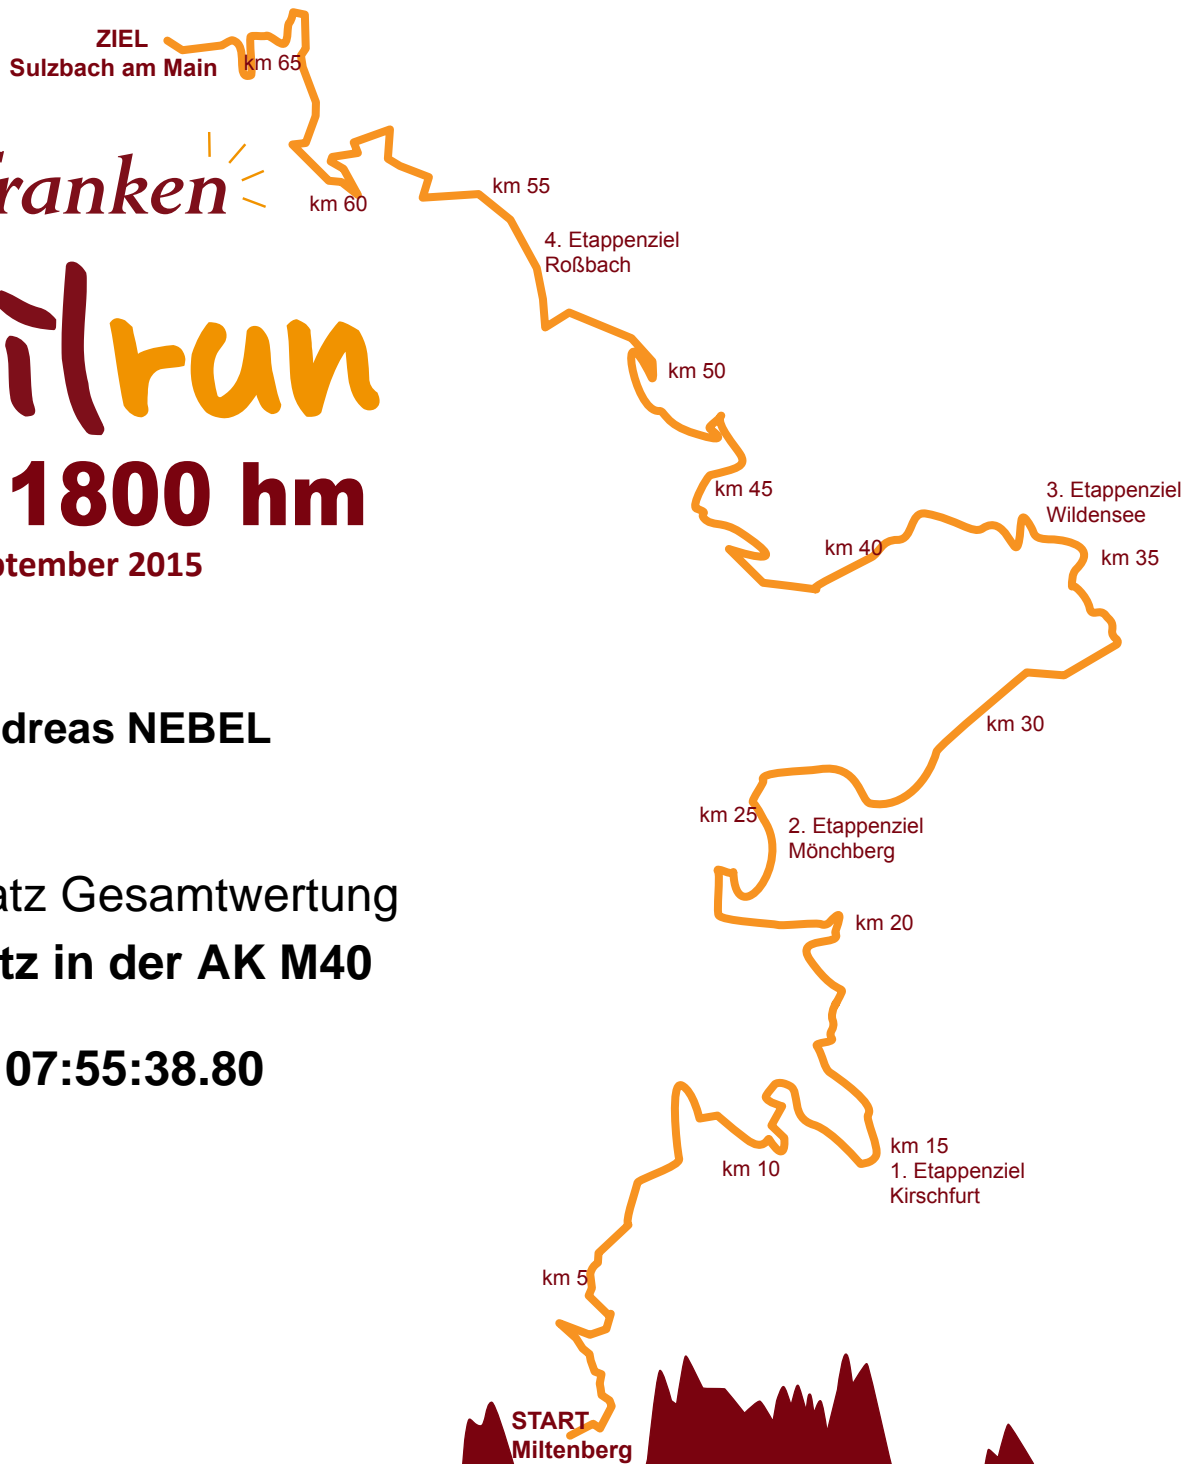 ZIEL
Sulzbach am Main
km 65
ranken
km 60
km 55
4. Etappenziel
Roßbach
ilrun
km 50
1800 hm
km 45
3. Etappenziel
Wildensee
ptember 2015
km 40
km 35
dreas NEBEL
km 30
km 25
2. Etappenziel
Mönchberg
atz Gesamtwertung
km 20
tz in der AK M40
07:55:38.80
km 15
1. Etappenziel
Kirschfurt
km 10
km 5
START
Miltenberg